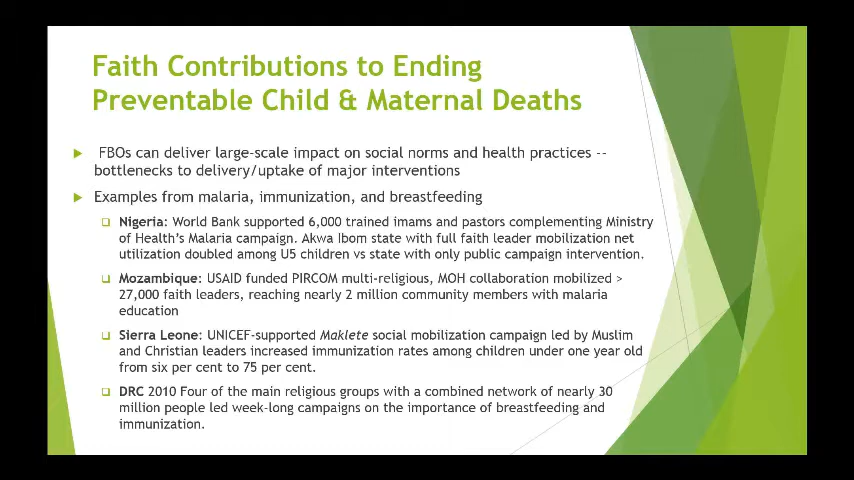 Faith Contributions to Ending
Preventable Child & Maternal Deaths
FBOs can deliver large-scale impact on social norms and health practices --
bottlenecks to delivery/uptake of major interventions
Examples from malaria, immunization, and breastfeeding
Nigeria: World Bank supported 6,000 trained imams and pastors complementing Ministry
of Health's Malaria campaign. Akwa Ibom state with full faith leader mobilization net
utilization doubled among U5 children vs state with only public campaign intervention.
Mozambique: USAID funded PIRCOM multi-religious, MOH collaboration mobilized >
27,000 faith leaders, reaching nearly 2 million community members with malaria
education
Sierra Leone: UNICEF-supported Maklete social mobilization campaign led by Muslim
and Christian leaders increased immunization rates among children under one year old
from six per cent to 75 per cent.
DRC 2010 Four of the main religious groups with a combined network of nearly 30
million people led week-long campaigns on the importance of breastfeeding and
immunization.